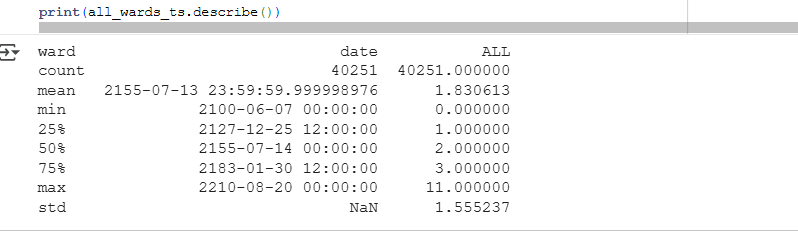 print(all_wards_ts.describe())
ward date ALL
count 40251 40251.000000
mean 2155-07-13 23:59:59.999998976 1.830613
min 2100-06-07 00:00:00 0.000000
25% 2127-12-25 12:00:00 1.000000
50% 2155-07-14 00:00:00 2.000000
75% 2183-01-30 12:00:00 3.000000
max 2210-08-20 00:00:00 11.000000
std NaN 1.555237